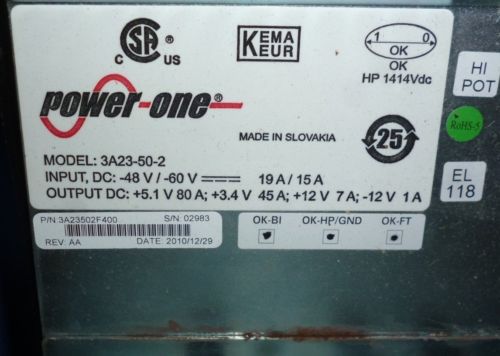 C SA ® US
KEMA
KEUR
1 0
OK
OK
HP 1414Vdc
HI
POT
power-one®
MADE IN SLOVAKIA
25
RoHS-5
MODEL: 3A23-50-2
INPUT, DC: -48 V / -60 V 19 A / 15 A
OUTPUT DC: +5.1 V 80 A; +3.4 V 45 A; +12 V 7 A; -12 V 1 A
EL
118
P/N:3A23502F400 S/N: 02983
REV: AA DATE: 2010/12/29
OK-BI OK-HP/GND OK-FT